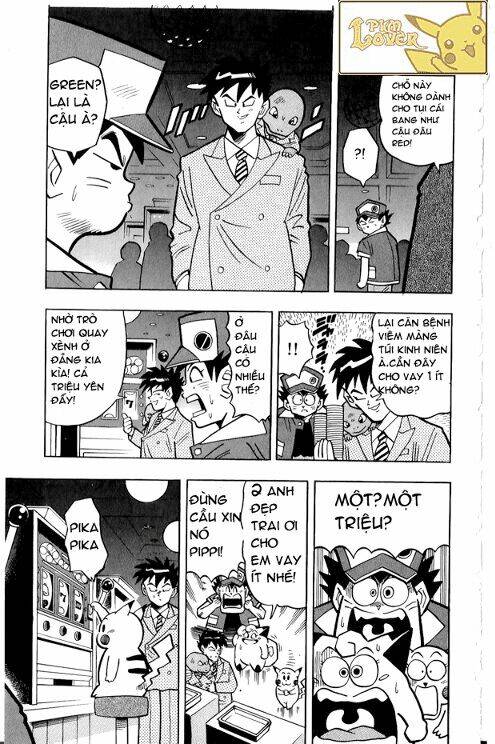 PKM
LOVER
CHỖ NÀY
KHÔNG DÀNH
CHO TỤI CÁI
BANG NHƯ
CẬU ĐÂU
RED!
GREEN?
LẠI LÀ
CẬU À?
?!
LẠI CĂN BỆNH
VIÊM MÀNG
TÚI KINH NIÊN
À.CẦN ĐÂY
CHO VAY 1 ÍT
KHÔNG?
!!
Ở
ĐÂU
CẬU
CÓ
NHIỀU
THẾ?
NHỜ TRÒ
CHƠI QUAY
XÈNH Ở
ĐẰNG KIA
KÌA! CẢ
TRIỆU YÊN
ĐẤY!
MỘT?MỘT
TRIỆU?
2 ANH
ĐẸP
TRAI ƠI
CHO
EM VAY
ÍT NHÉ!
ĐỪNG
CẦU XIN
NÓ
PIPPI!
PIKA
PIKA